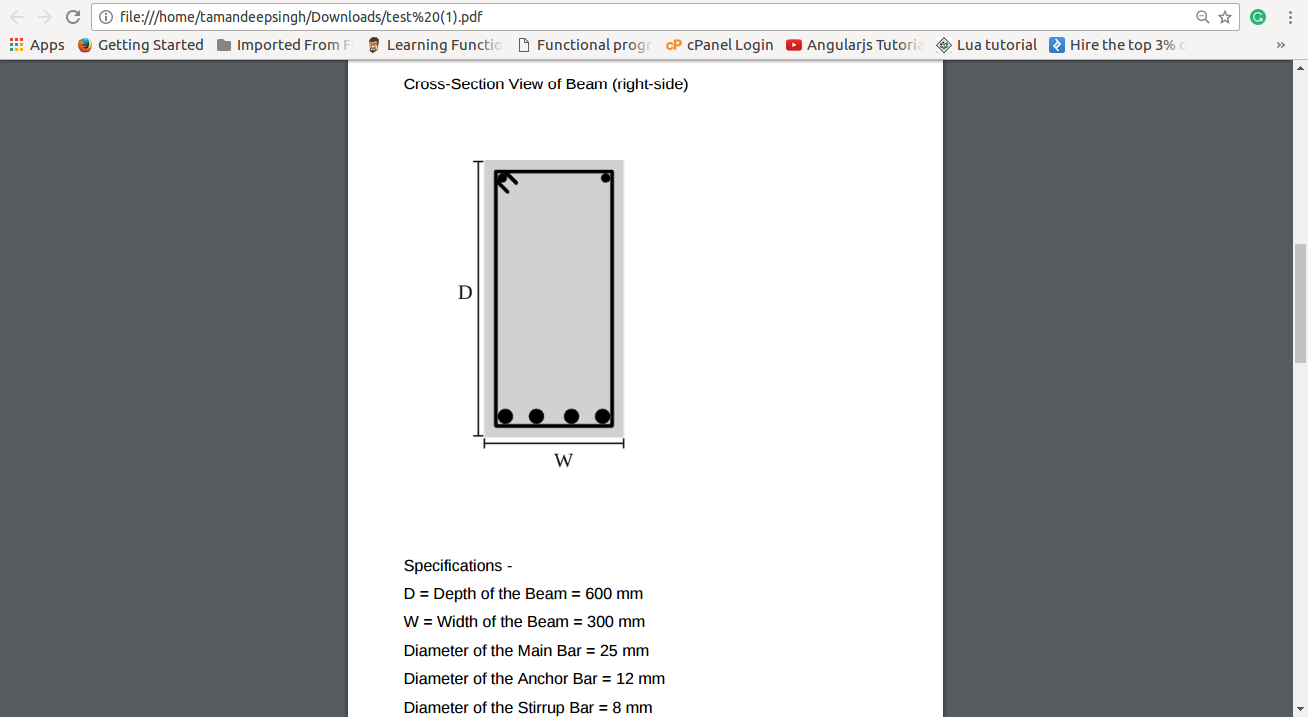 file:///home/tamandeepsingh/Downloads/test%20(1).pdf
Apps Getting Started Imported From F Learning Functio Functional progr cP cPanel Login Angularjs Tutoria Lua tutorial Hire the top 3% »
Cross-Section View of Beam (right-side)
D
W
Specifications -
D = Depth of the Beam = 600 mm
W = Width of the Beam = 300 mm
Diameter of the Main Bar = 25 mm
Diameter of the Anchor Bar = 12 mm
Diameter of the Stirrup Bar = 8 mm